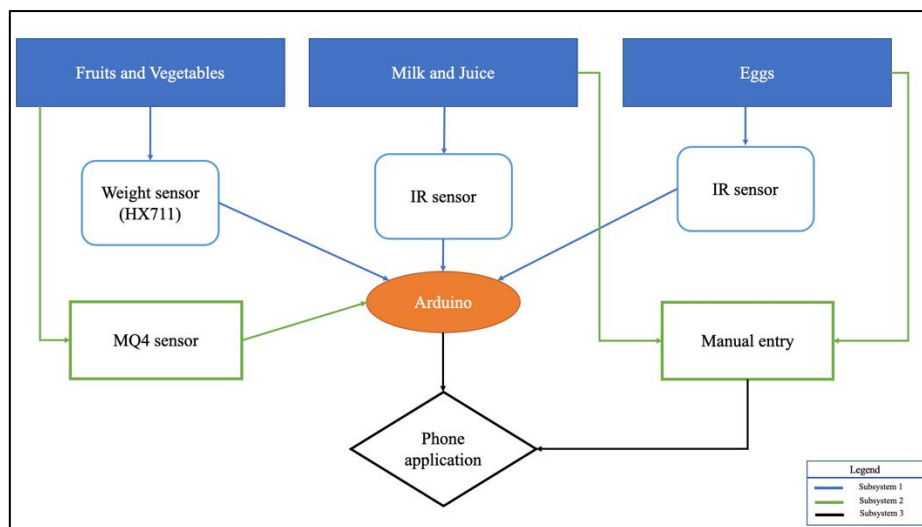 Fruits and Vegetables
Milk and Juice
Eggs
Weight sensor
(HX711)
IR sensor
IR sensor
Arduino
MQ4 sensor
Manual entry
Phone
application
Legend
Subsystem 1
Subsystem 2
Subsystem 3